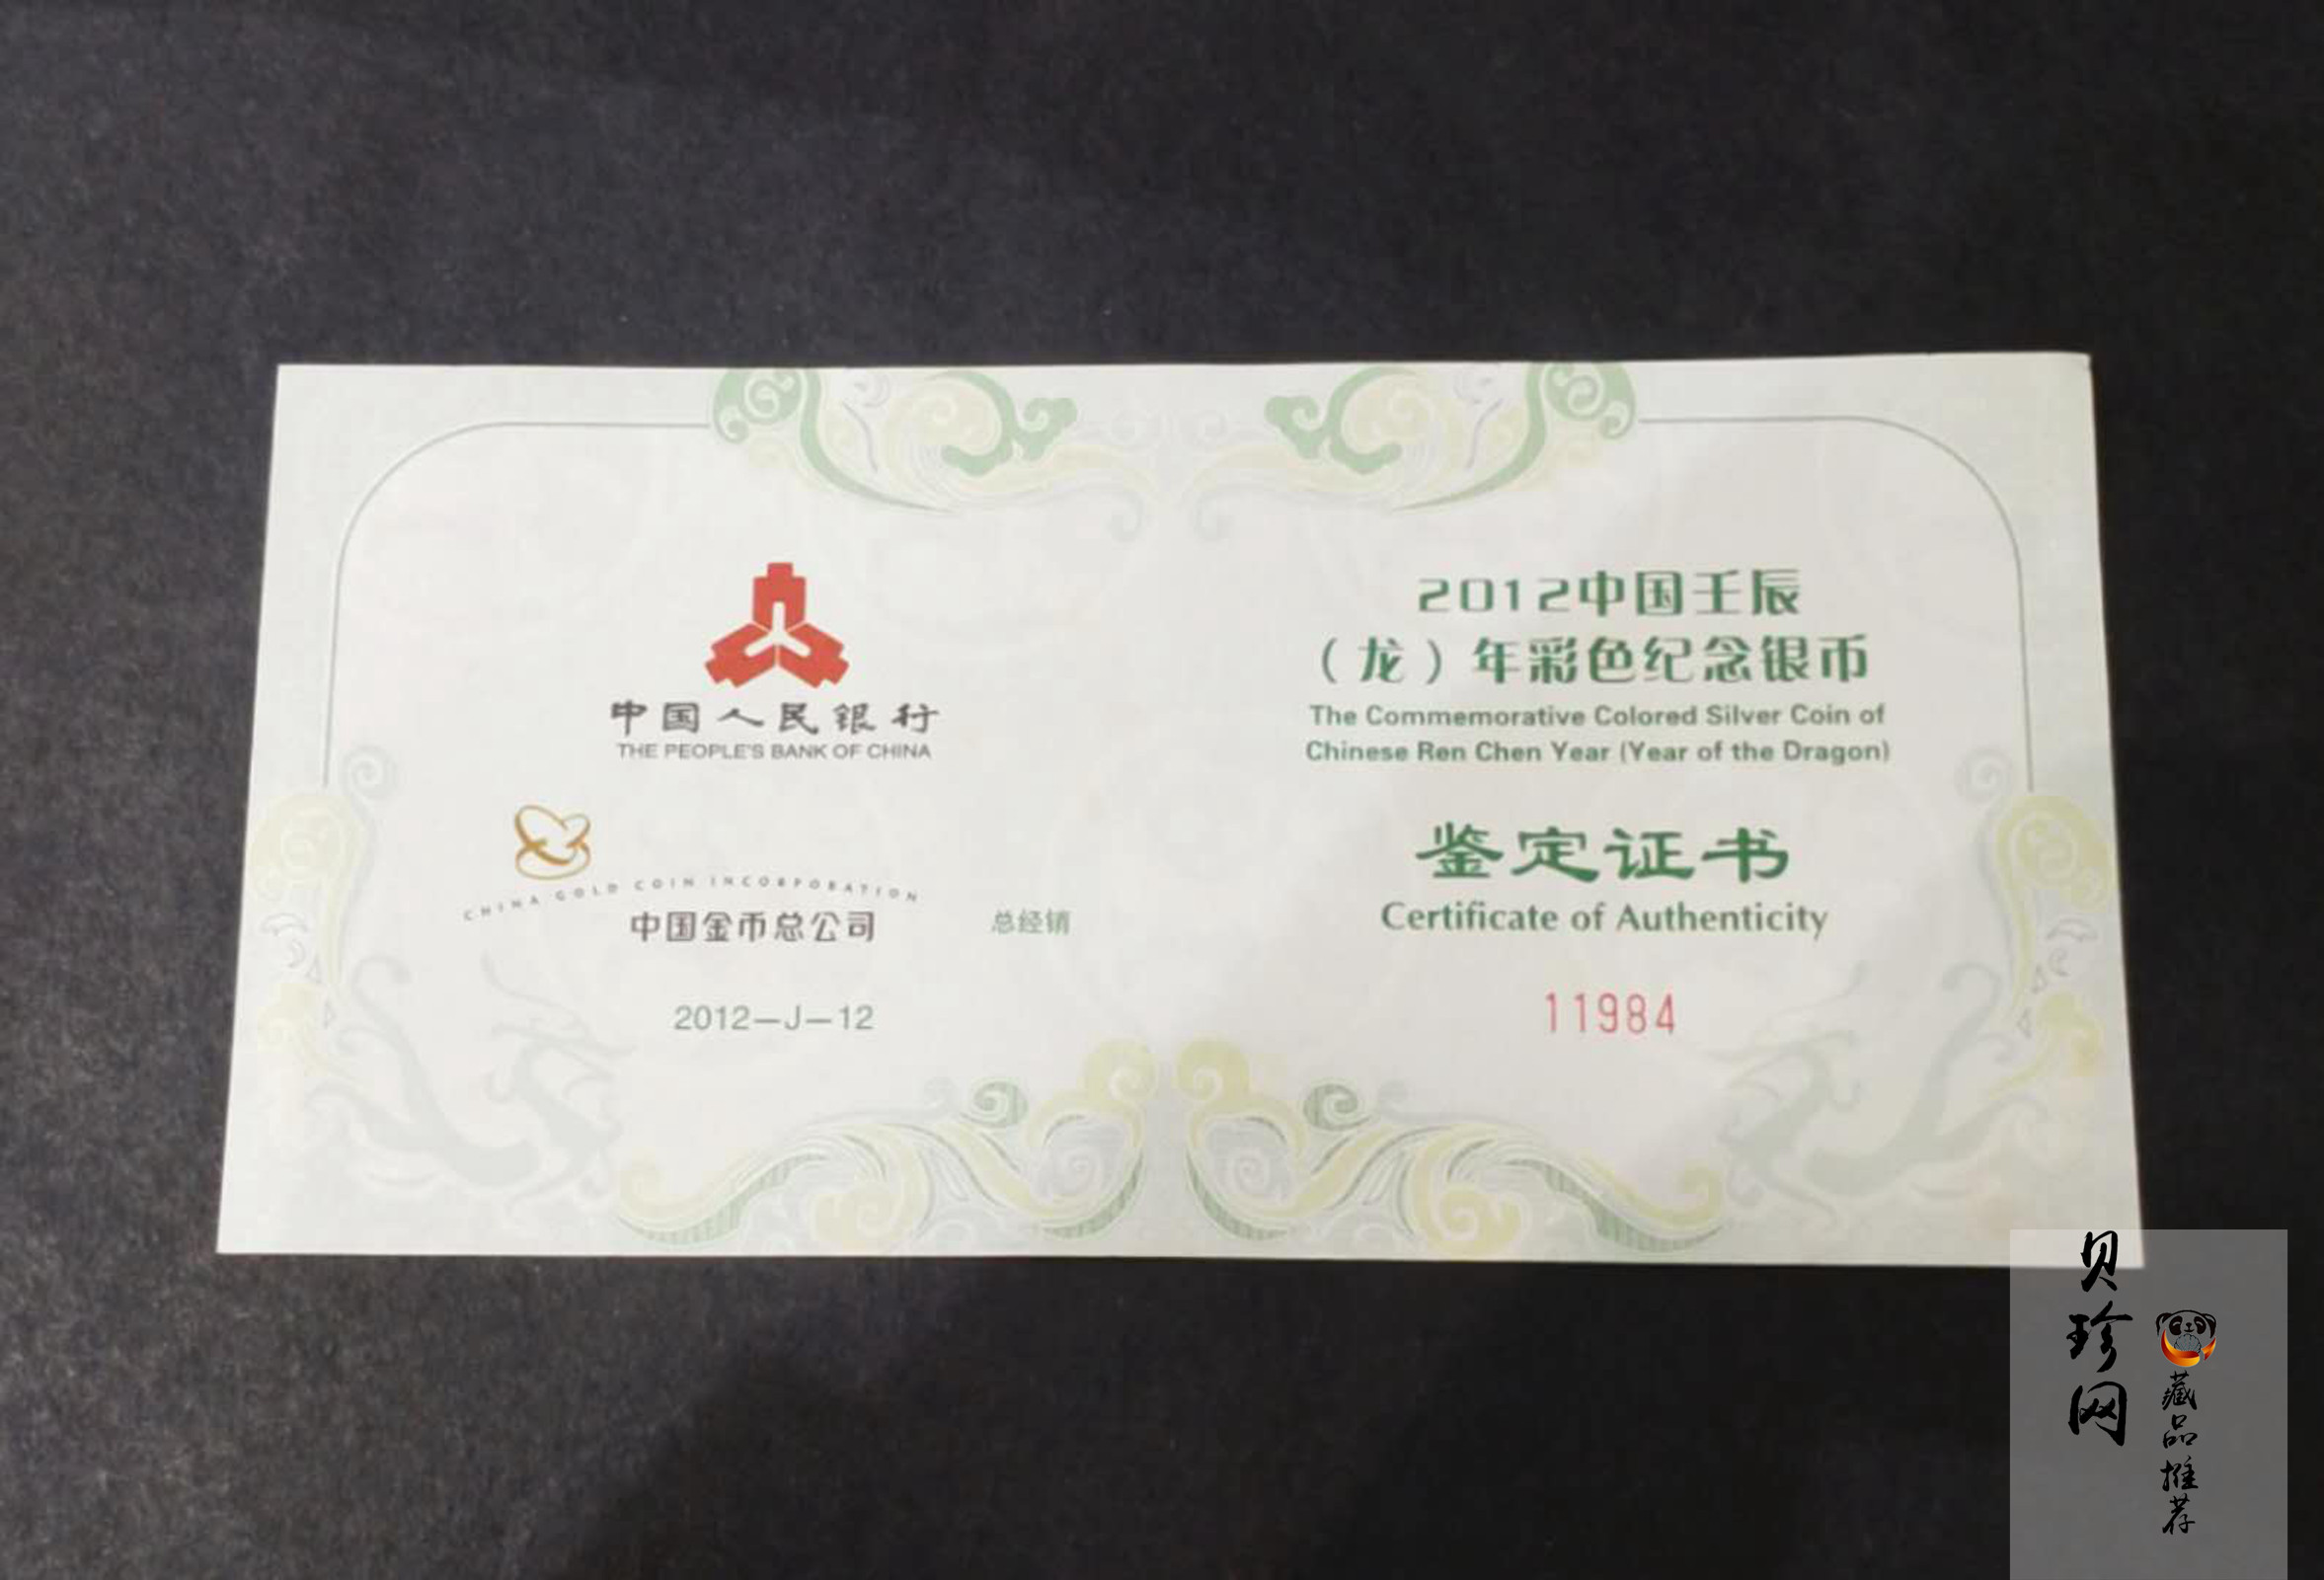 中国人民银行
THE PEOPLE'S BANK OF CHINA
CHINA GOLD COIN INCORPORATION
中国金币总公司 总经销
2012—J—12
2012中国壬辰
（龙）年彩色纪念银币
The Commemorative Colored Silver Coin of
Chinese Ren Chen Year (Year of the Dragon)
鉴定证书
Certificate of Authenticity
11984
贝珍网
藏品推荐